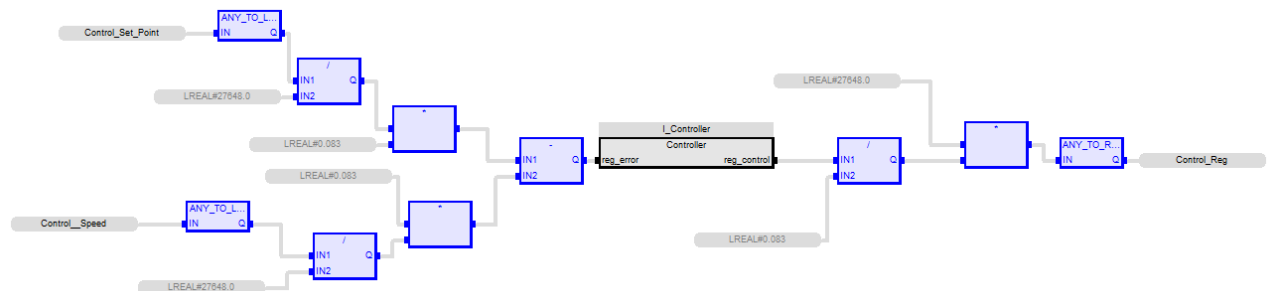 ANY_TO_L...
Control_Set_Point
IN Q
/
IN1 Q
LREAL#27648.0
IN2
*
LREAL#0.083
LREAL#0.083
ANY_TO_L...
Control__Speed
IN Q
*
/
IN1 Q
IN2
LREAL#27648.0
-
IN1 Q
IN2
I_Controller
Controller
reg_error reg_control
LREAL#27648.0
/
IN1 Q
IN2
LREAL#0.083
*
ANY_TO_R...
IN Q
Control_Reg